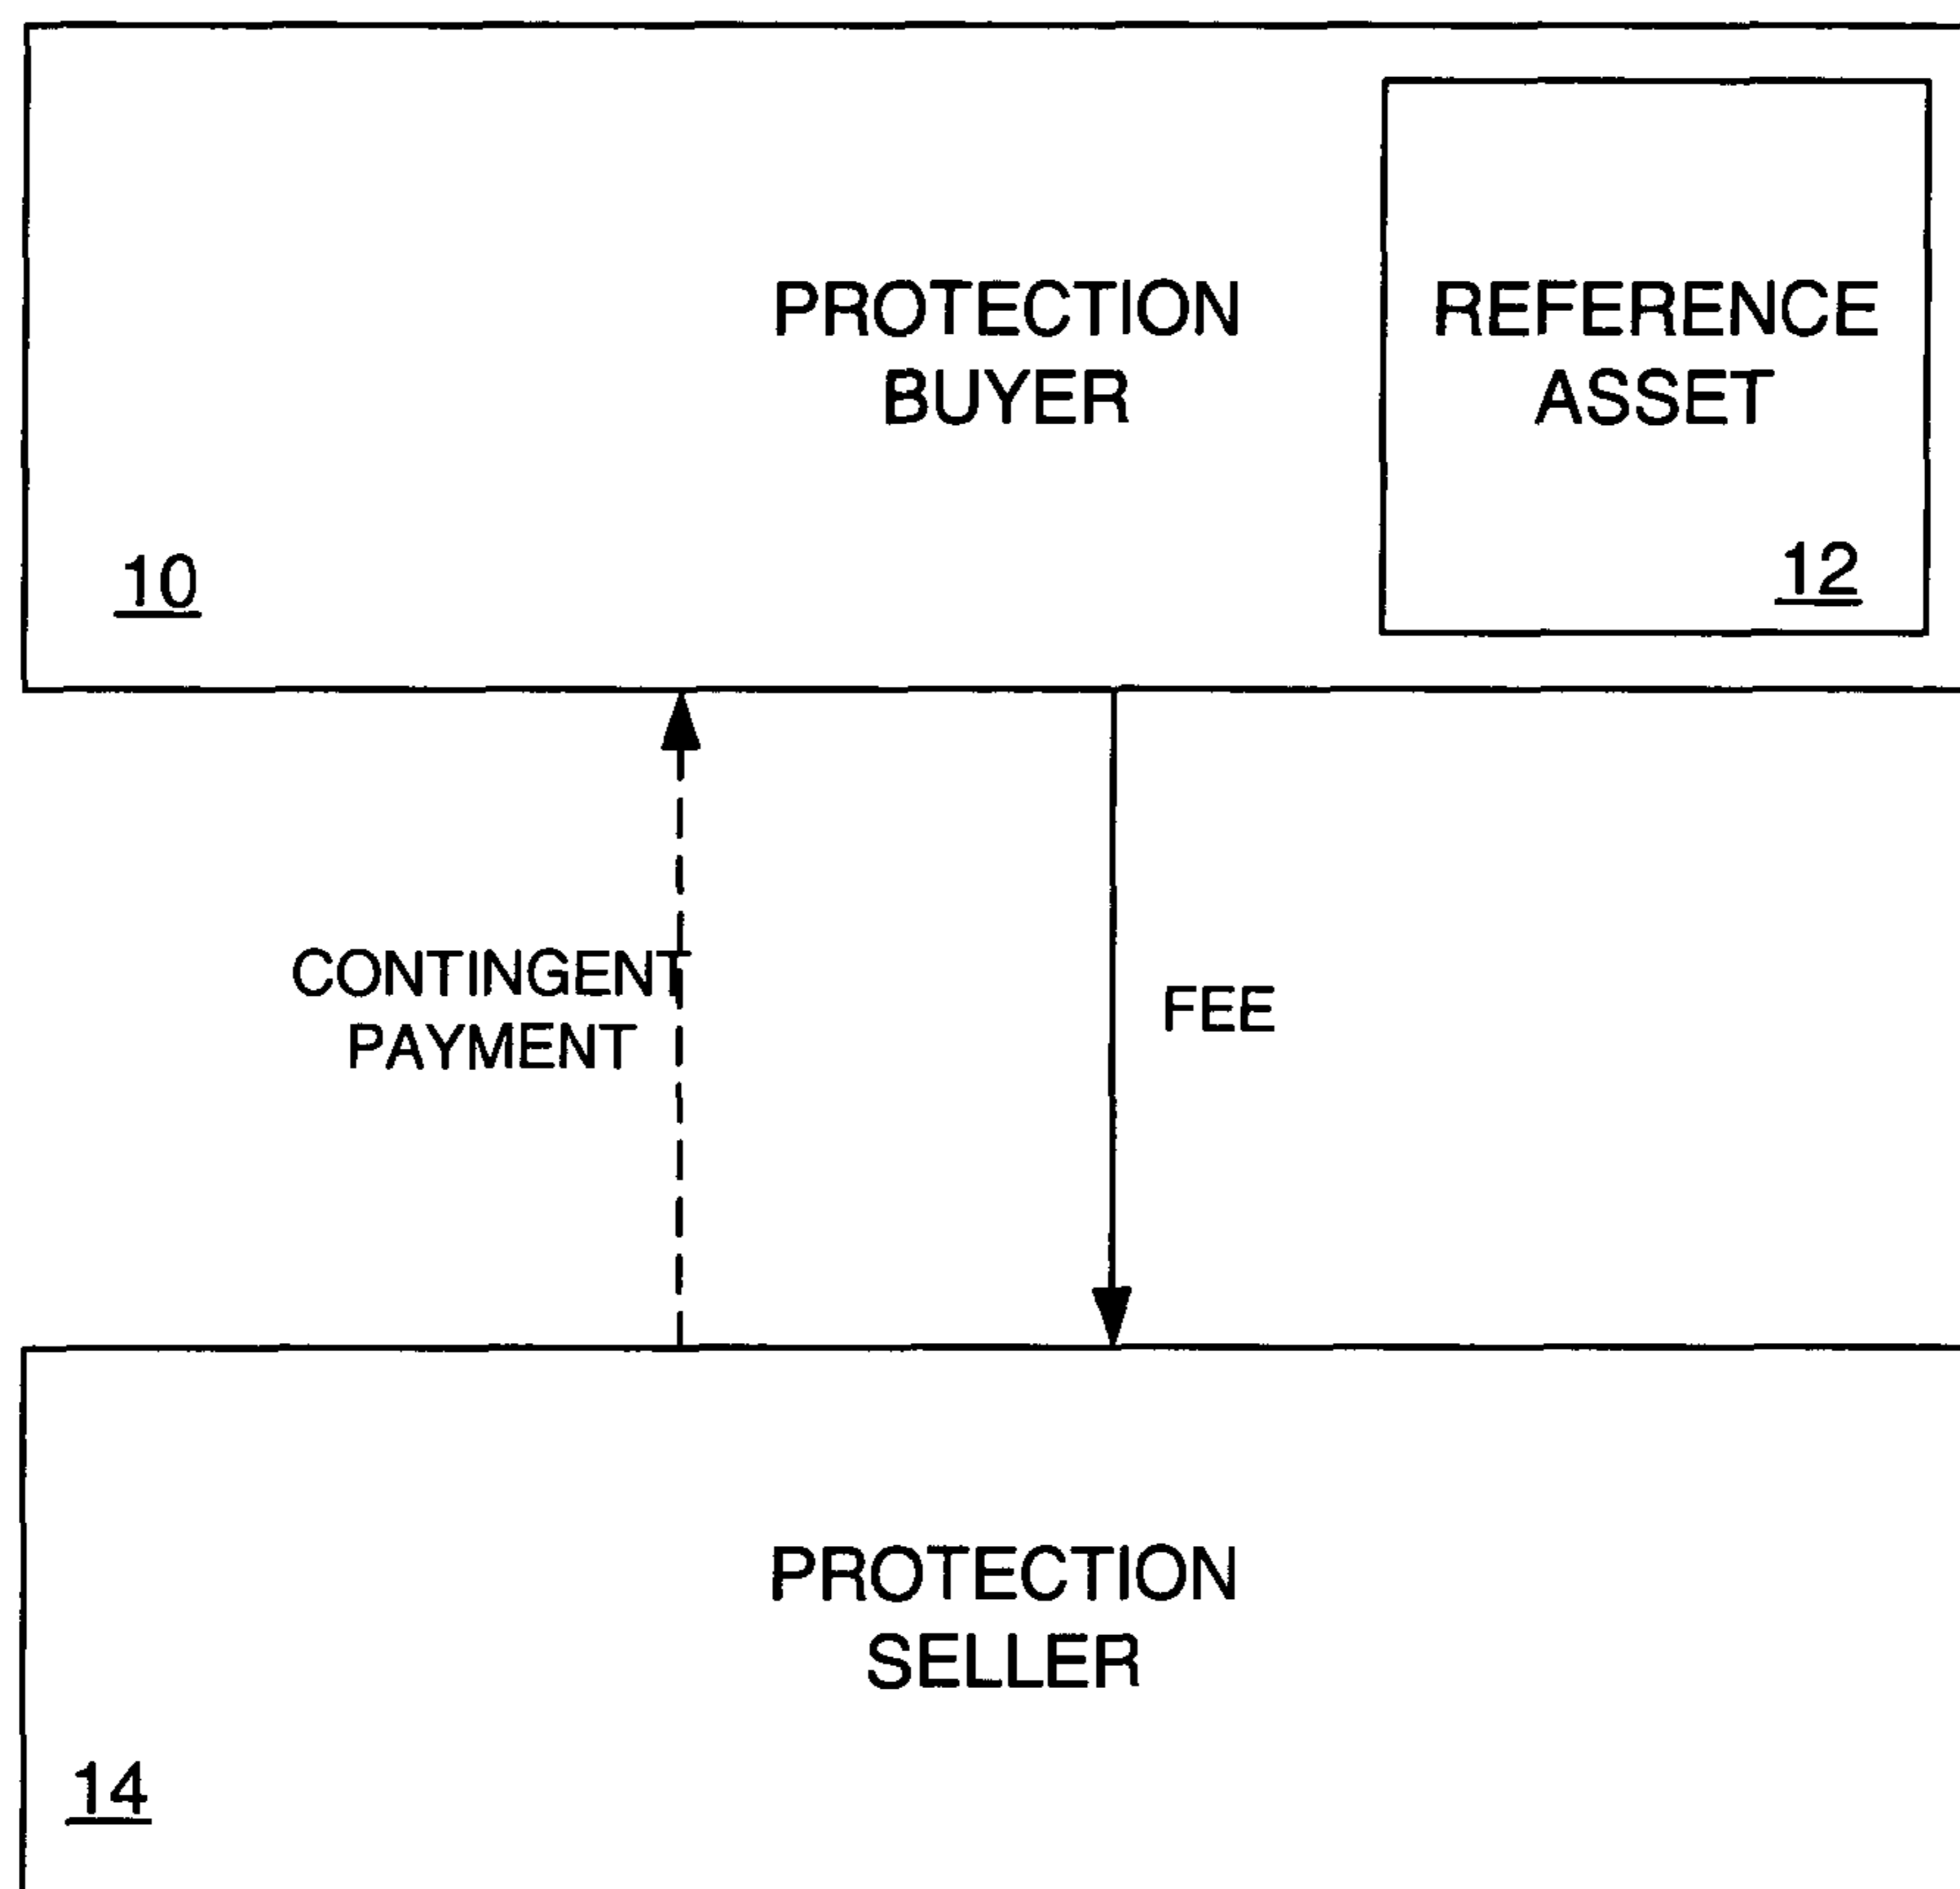 PROTECTION
BUYER
REFERENCE
ASSET
10
12
CONTINGENT
PAYMENT
FEE
PROTECTION
SELLER
14